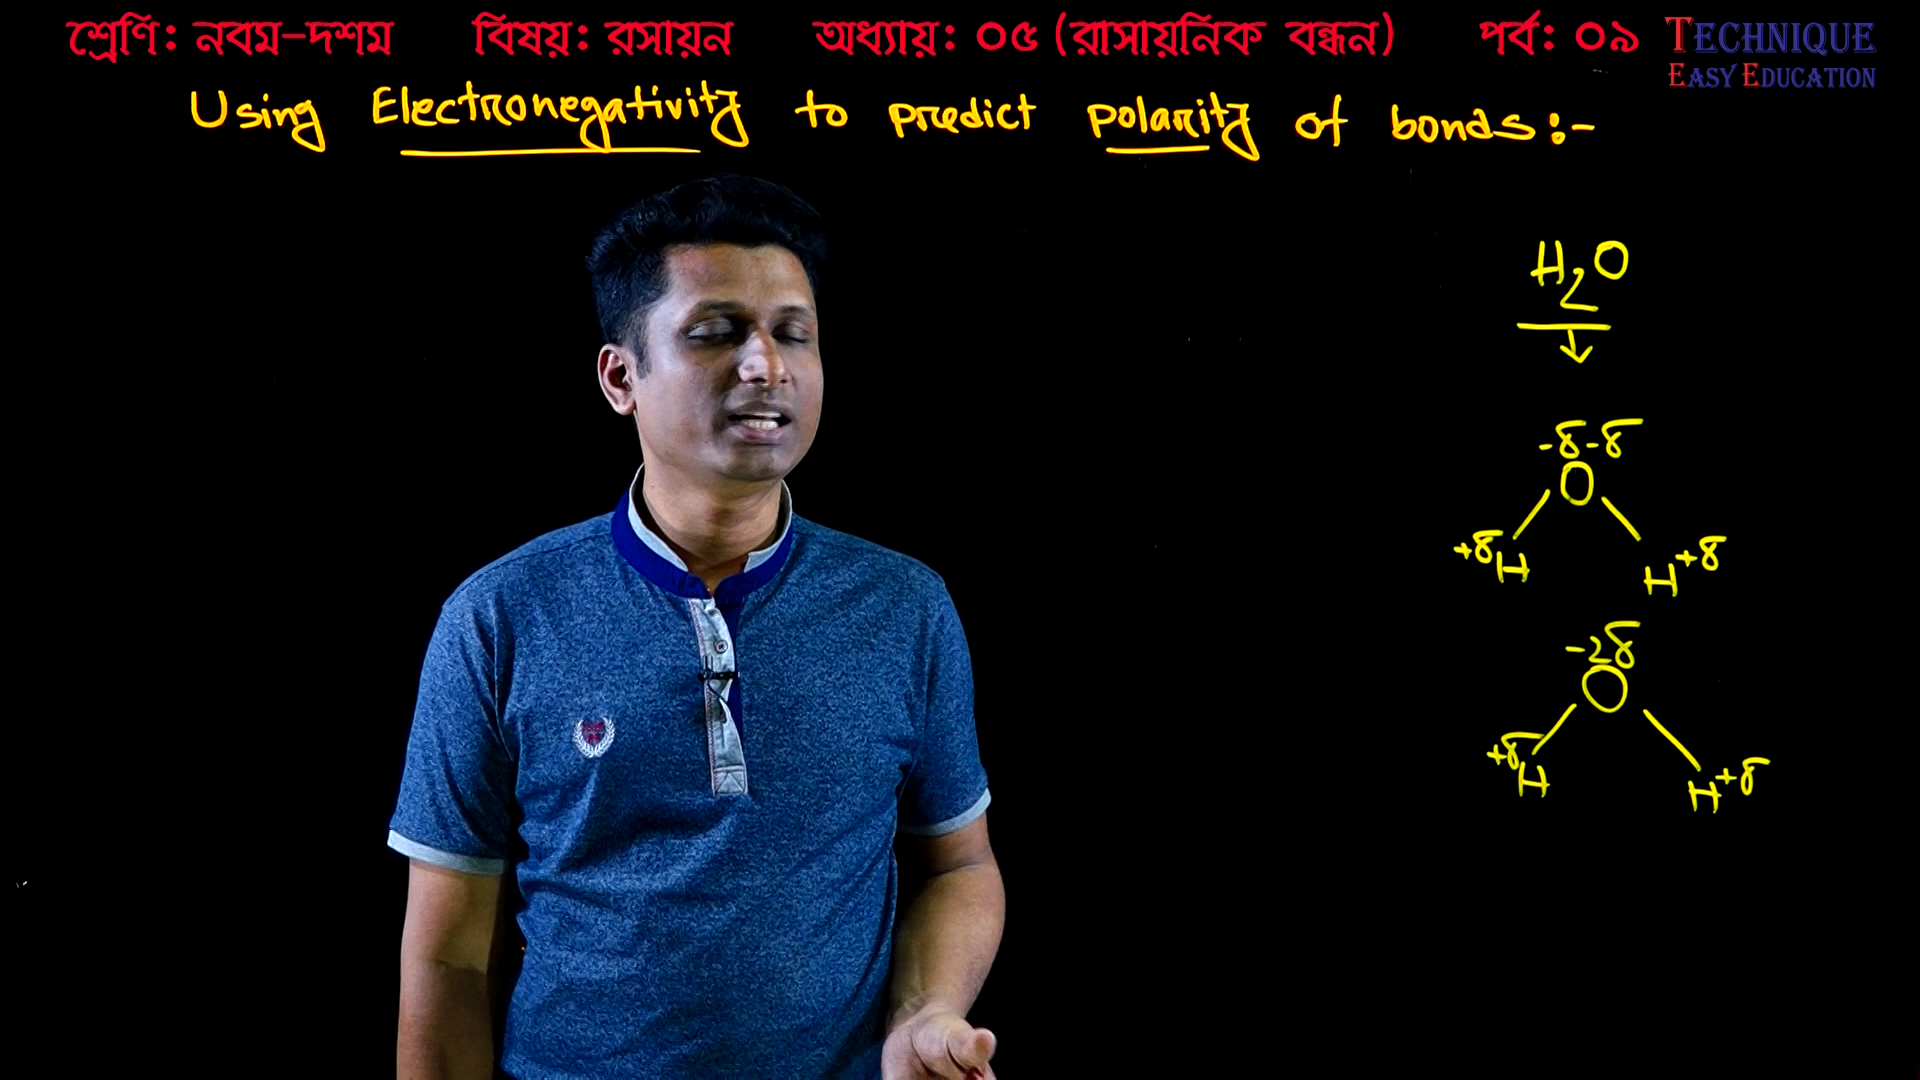 শ্রেণি: নবম-দশম বিষয়: রসায়ন অধ্যায়: ০৫ (রাসায়নিক বন্ধন) পর্ব: ০৯
TECHNIQUE
EASY EDUCATION
Using Electronegativity to predict polarity of bonds:-
H₂O
-δ -δ
O
+δ H H +δ
-2δ
O
+δ H H +δ